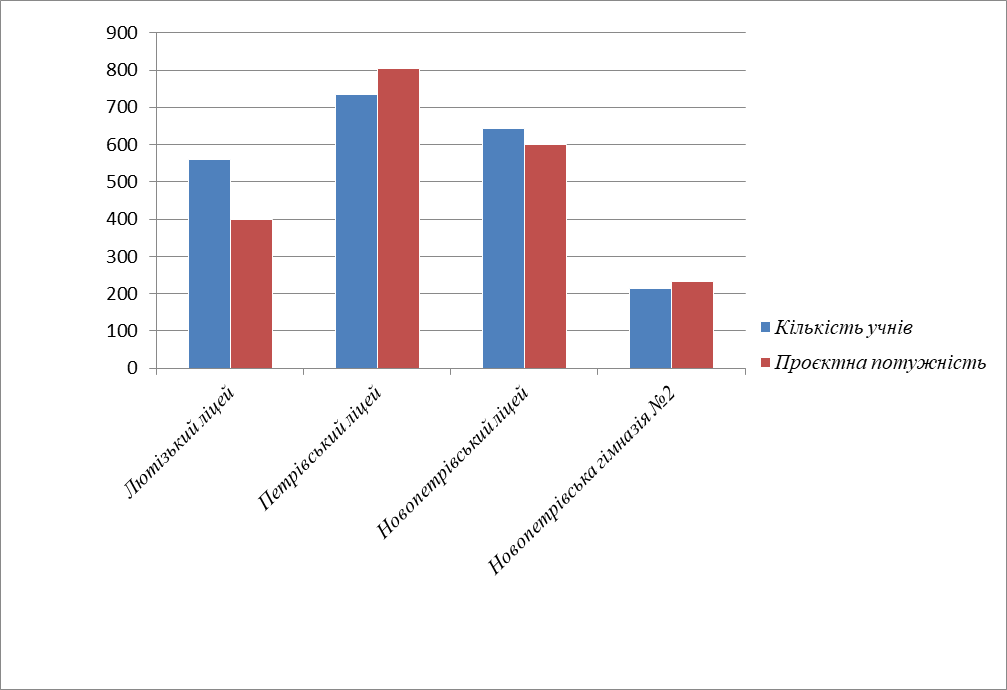 900
800
700
600
500
400
300
200
100
0
Лютізький ліцей
Петрівський ліцей
Новопетрівський ліцей
Новопетрівська гімназія №2
Кількість учнів
Проєктна потужність